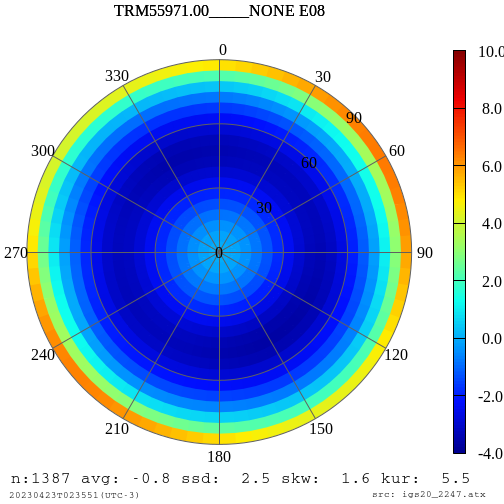 TRM55971.00_____NONE E08
0
330 30 10.0
90 8.0
300 60 60 6.0
30 4.0
270 0 90 2.0
0.0
240 120
-2.0
210 150
180 -4.0
n:1387 avg: -0.8 ssd: 2.5 skw: 1.6 kur: 5.5
20230423T023551(UTC-3) src: igs20_2247.atx